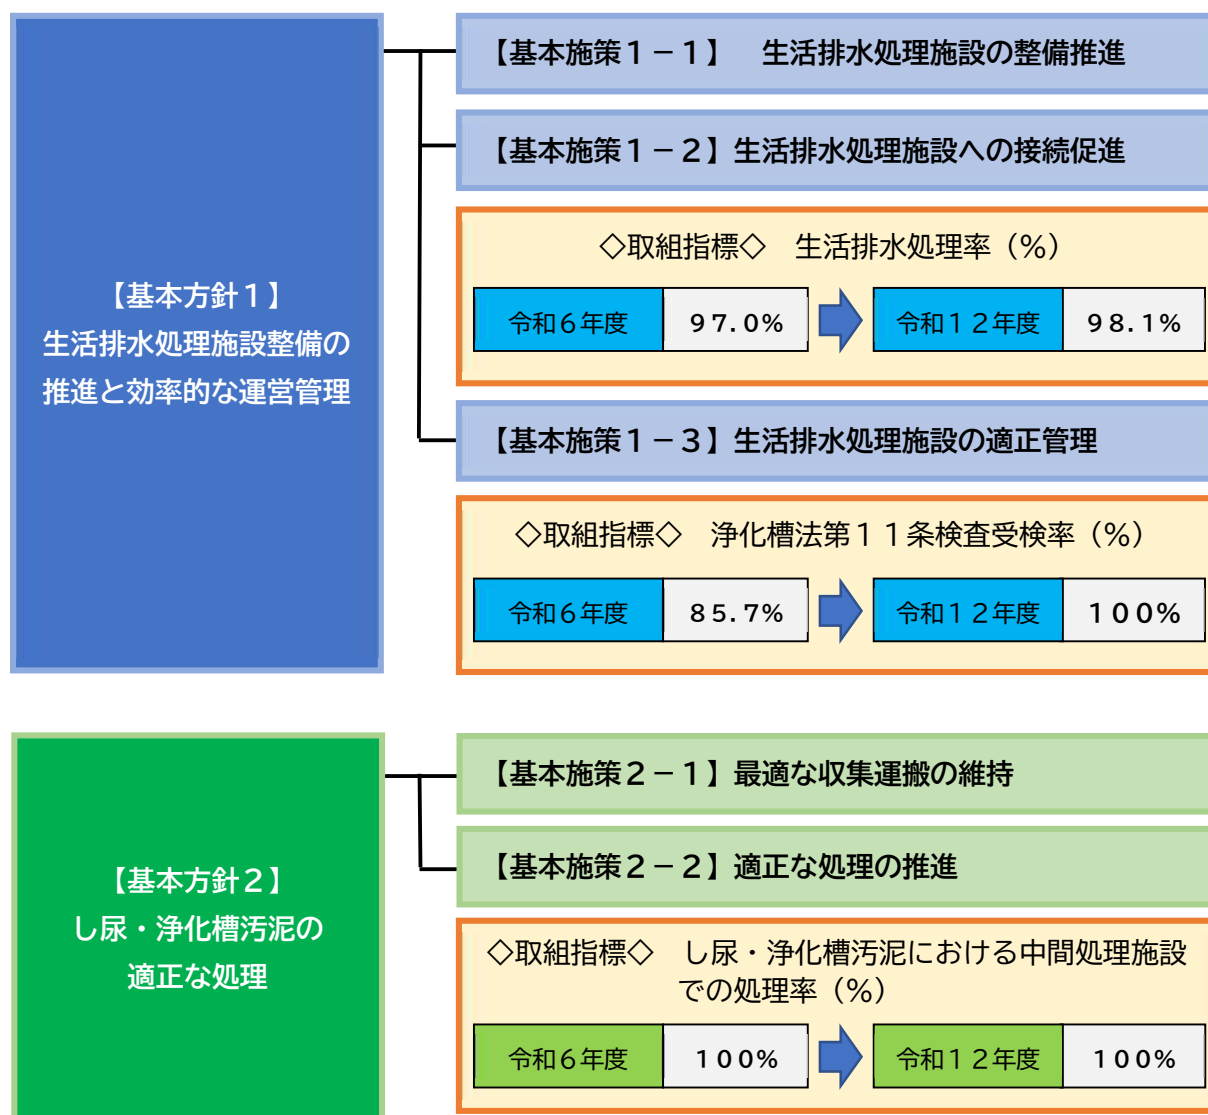 【基本方針１】
生活排水処理施設整備の
推進と効率的な運営管理
【基本施策１－１】　生活排水処理施設の整備推進
【基本施策１－２】生活排水処理施設への接続促進
◇取組指標◇　生活排水処理率（％）
令和６年度　９７.０%　令和１２年度　９８.１%
【基本施策１－３】生活排水処理施設の適正管理
◇取組指標◇　浄化槽法第１１条検査受検率（％）
令和６年度　８５.７%　令和１２年度　１００%
【基本方針２】
し尿・浄化槽汚泥の
適正な処理
【基本施策２－１】最適な収集運搬の維持
【基本施策２－２】適正な処理の推進
◇取組指標◇　し尿・浄化槽汚泥における中間処理施設
での処理率（％）
令和６年度　１００%　令和１２年度　１００%